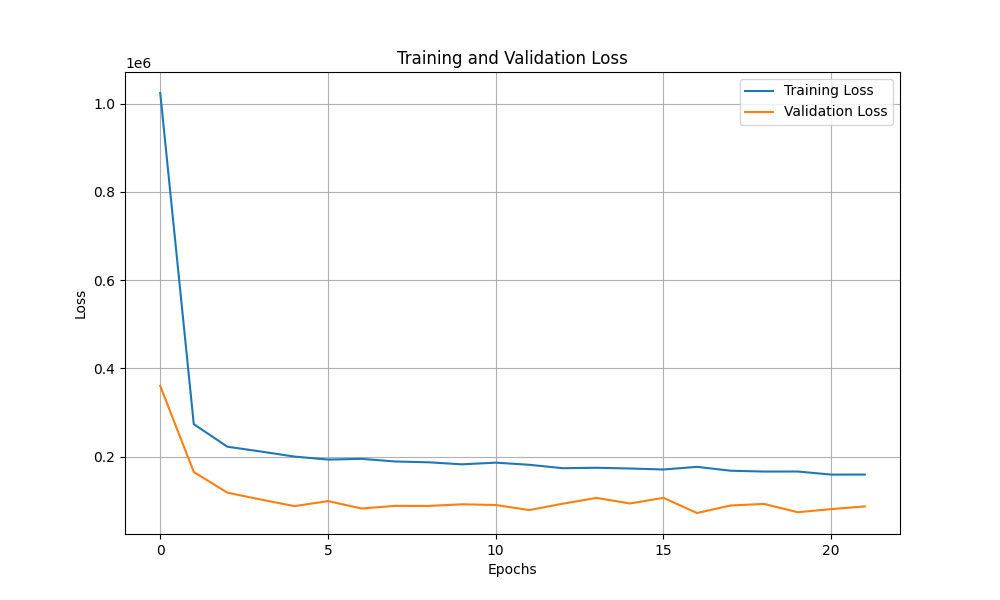 Training and Validation Loss
1e6
Training Loss
Validation Loss
1.0
0.8
0.6
0.4
0.2
Loss
0 5 10 15 20
Epochs